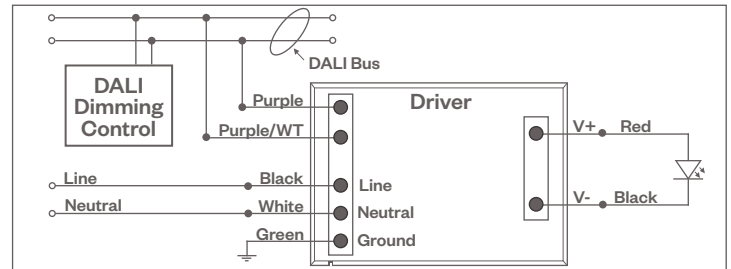 DALI Bus
DALI
Dimming
Control
Purple
Driver
Purple/WT
V+ Red
Line Black Line
Neutral White Neutral
V- Black
Green Ground